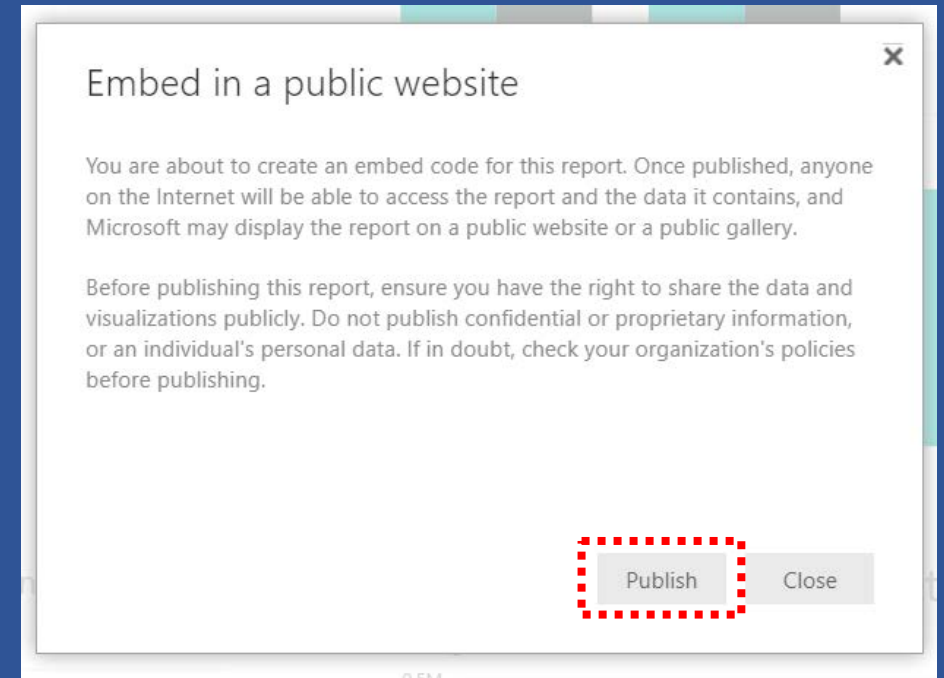 Embed in a public website
You are about to create an embed code for this report. Once published, anyone
on the Internet will be able to access the report and the data it contains, and
Microsoft may display the report on a public website or a public gallery.
Before publishing this report, ensure you have the right to share the data and
visualizations publicly. Do not publish confidential or proprietary information,
or an individual's personal data. If in doubt, check your organization's policies
before publishing.
Publish Close